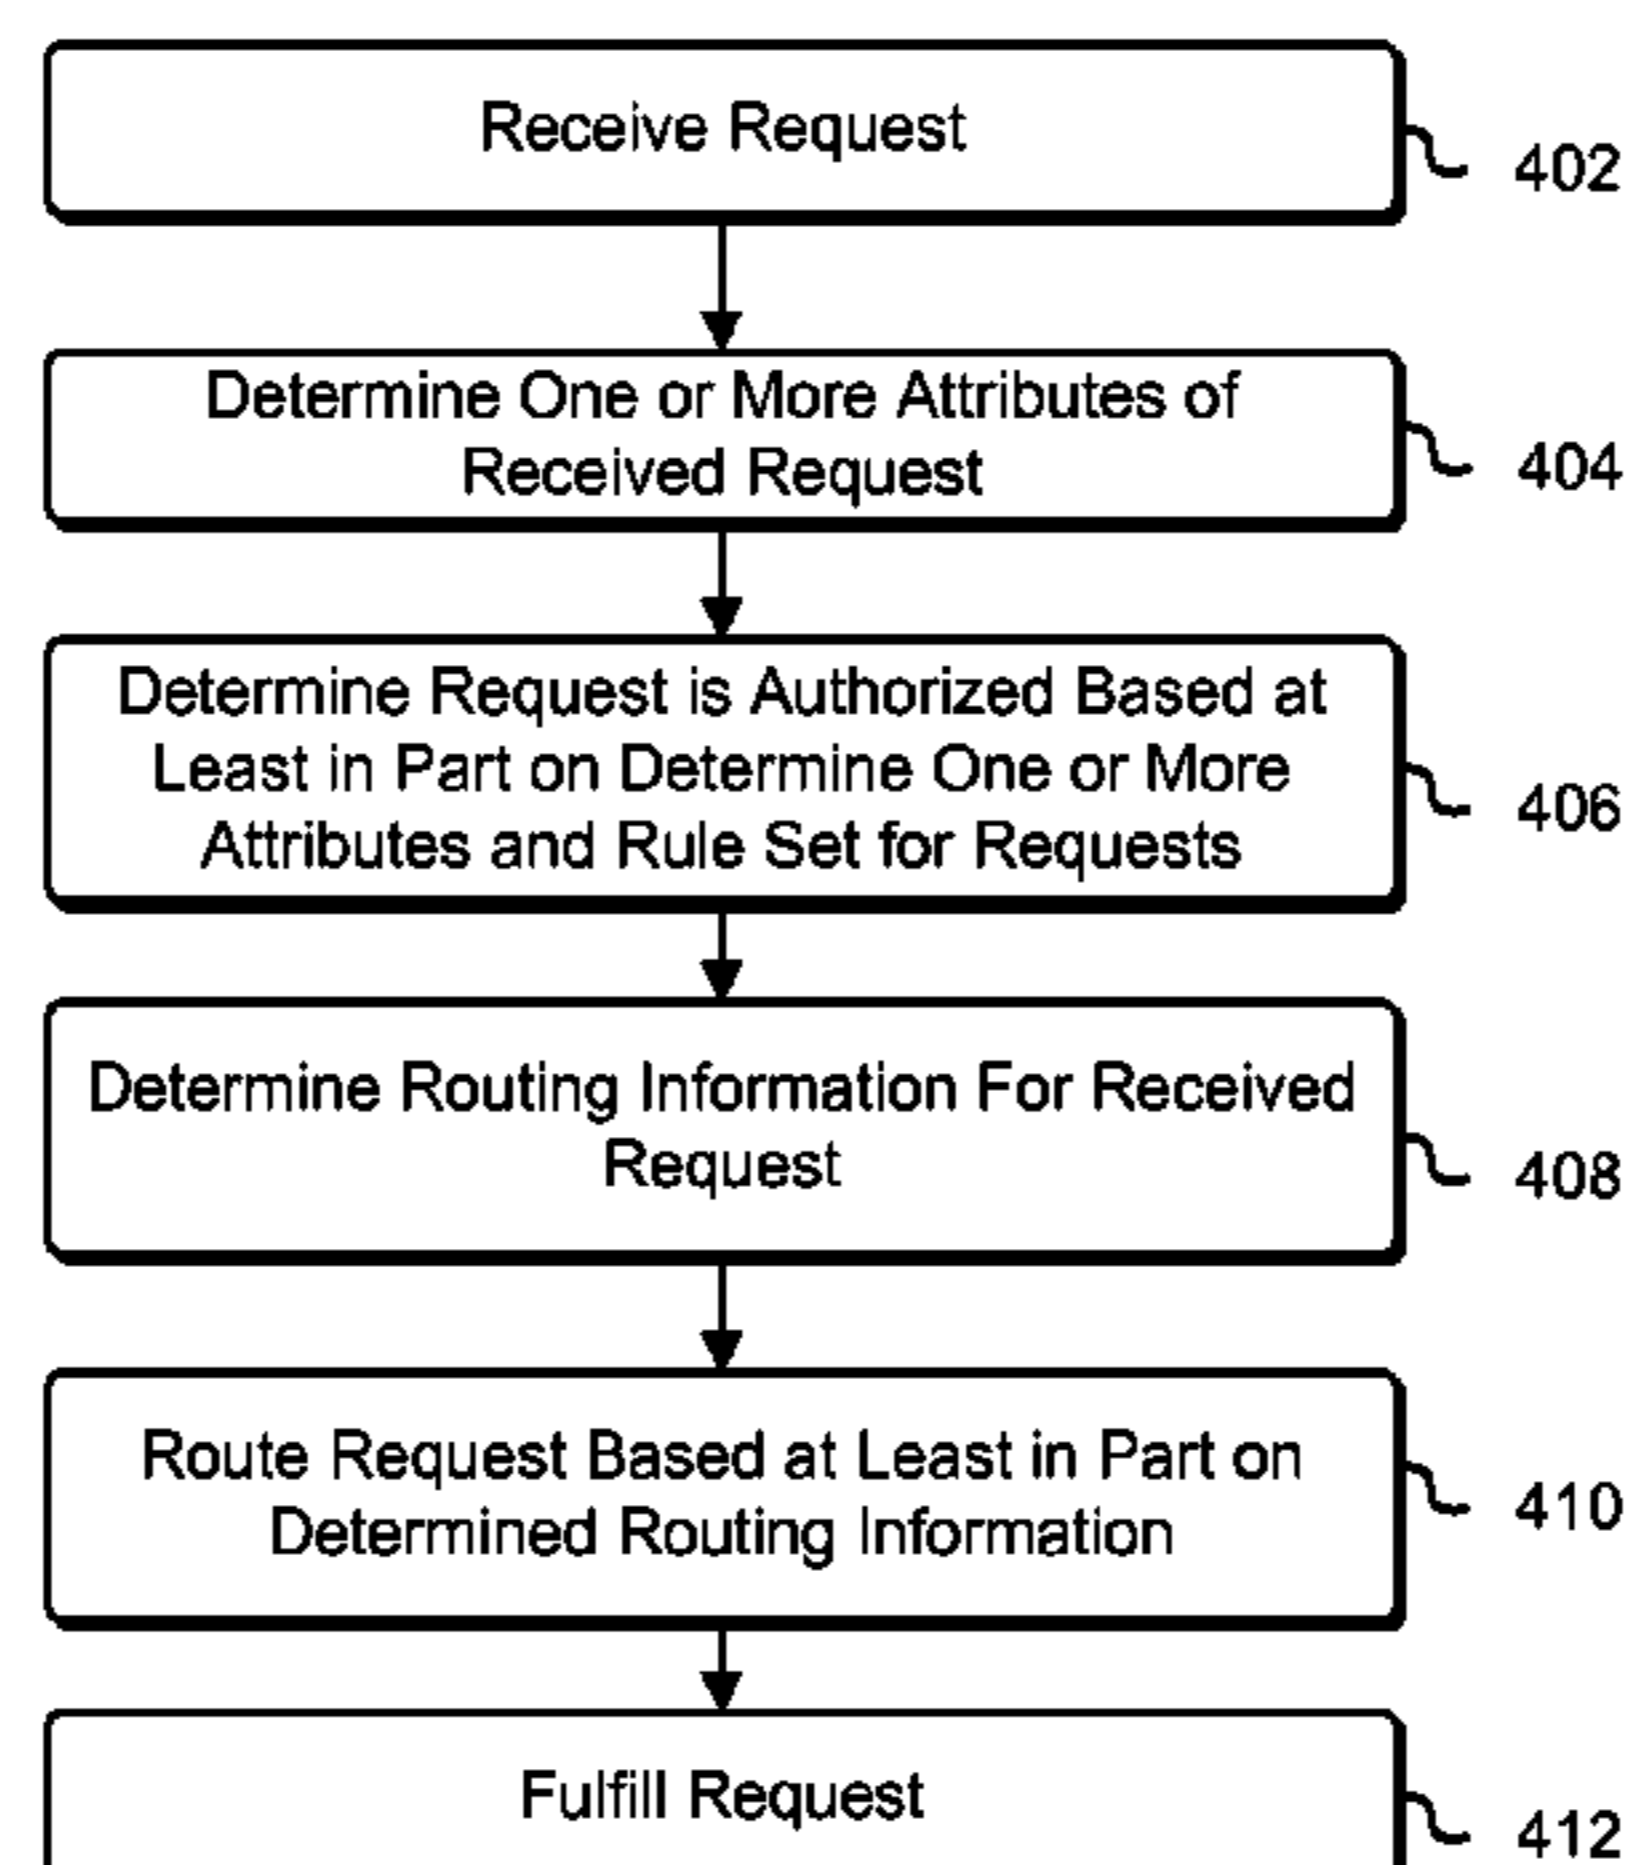 Receive Request
402
Determine One or More Attributes of
Received Request
404
Determine Request is Authorized Based at
Least in Part on Determine One or More
Attributes and Rule Set for Requests
406
Determine Routing Information For Received
Request
408
Route Request Based at Least in Part on
Determined Routing Information
410
Fulfill Request
412